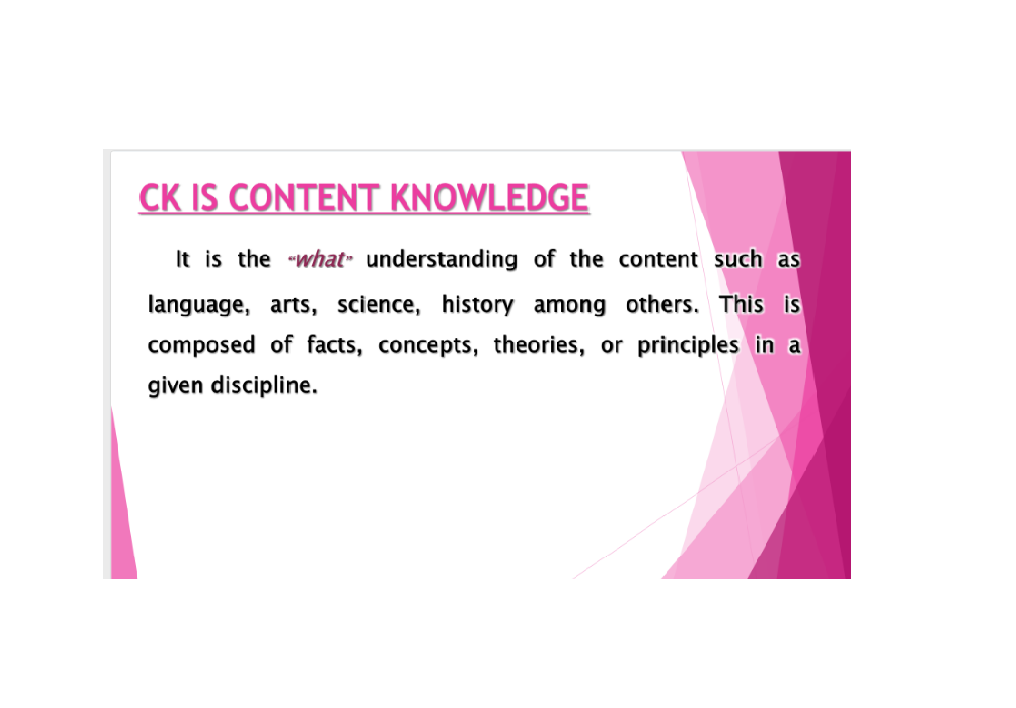 CK IS CONTENT KNOWLEDGE
It is the “what” understanding of the content such as
language, arts, science, history among others. This is
composed of facts, concepts, theories, or principles in a
given discipline.